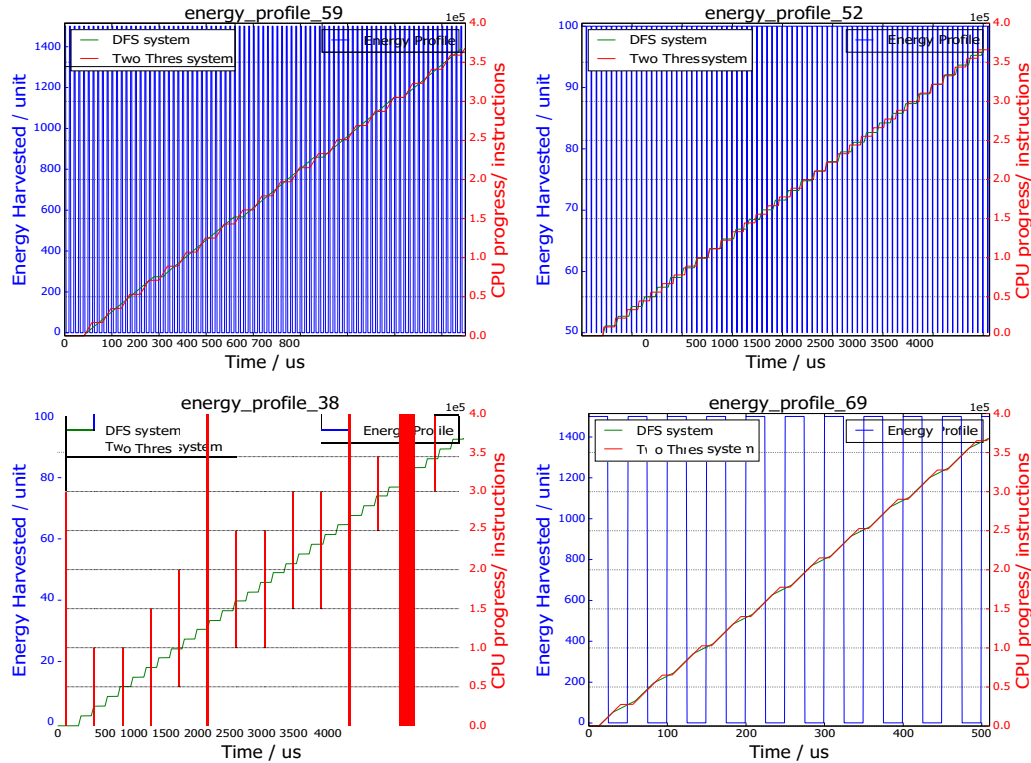 energy_profile_59
1e5
DFS system
Two Thres system
Energy Profile
1400
1200
1000
800
600
400
200
0
4.0
3.5
3.0
2.5
2.0
1.5
1.0
0.5
0.0
0 100 200 300 400 500 600 700 800
Energy Harvested / unit
CPU progress/ instructions
Time / us
energy_profile_52
1e5
DFS system
Two Thres system
Energy Profile
100
90
80
70
60
50
4.0
3.5
3.0
2.5
2.0
1.5
1.0
0.5
0.0
0 500 1000 1500 2000 2500 3000 3500 4000
Energy Harvested / unit
CPU progress/ instructions
Time / us
energy_profile_38
1e5
DFS system
Two Thres system
Energy Profile
100
80
60
40
20
0
4.0
3.5
3.0
2.5
2.0
1.5
1.0
0.5
0.0
0 500 1000 1500 2000 2500 3000 4000
Energy Harvested / unit
CPU progress/ instructions
Time / us
energy_profile_69
1e5
DFS system
Two Thres system
Energy Profile
1400
1200
1000
800
600
400
200
0
4.0
3.5
3.0
2.5
2.0
1.5
1.0
0.5
0.0
0 100 200 300 400 500
Energy Harvested / unit
CPU progress/ instructions
Time / us